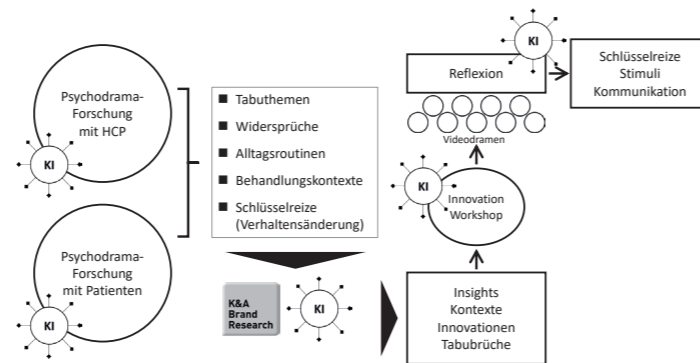 Psychodrama-
Forschung
mit HCP
KI
Psychodrama-
Forschung
mit Patienten
KI
Tabuthemen
Widersprüche
Alltagsroutinen
Behandlungskontexte
Schlüsselreize
(Verhaltensänderung)
K&A
Brand
Research
KI
Insights
Kontexte
Innovationen
Tabubrüche
Innovation
Workshop
KI
Videodramen
Reflexion
KI
Schlüsselreize
Stimuli
Kommunikation